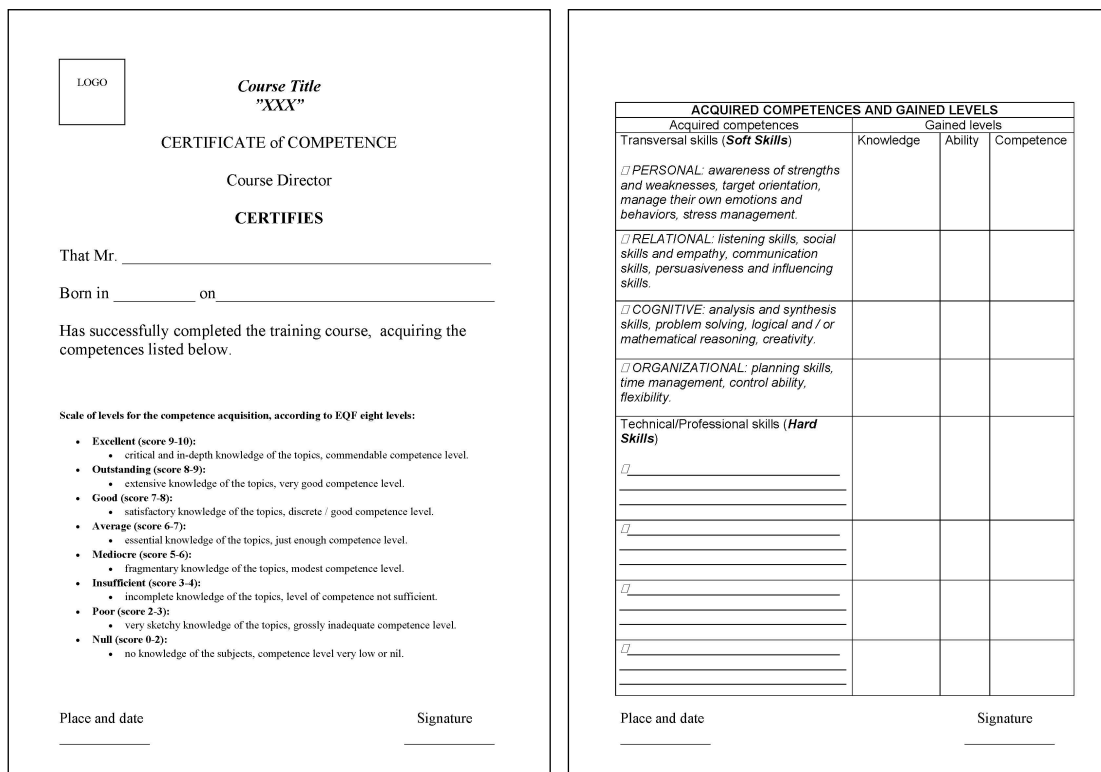 LOGO
Course Title
”XXX”
CERTIFICATE of COMPETENCE
Course Director
CERTIFIES
That Mr. ____________________
Born in __________ on____________________
Has successfully completed the training course, acquiring the
competences listed below.
Scale of levels for the competence acquisition, according to EQF eight levels:
• Excellent (score 9-10):
• critical and in-depth knowledge of the topics, commendable competence level.
• Outstanding (score 8-9):
• extensive knowledge of the topics, very good competence level.
• Good (score 7-8):
• satisfactory knowledge of the topics, discrete / good competence level.
• Average (score 6-7):
• essential knowledge of the topics, just enough competence level.
• Mediocre (score 5-6):
• fragmentary knowledge of the topics, modest competence level.
• Insufficient (score 3-4):
• incomplete knowledge of the topics, level of competence not sufficient.
• Poor (score 2-3):
• very sketchy knowledge of the topics, grossly inadequate competence level.
• Null (score 0-2):
• no knowledge of the subjects, competence level very low or nil.
Place and date Signature
ACQUIRED COMPETENCES AND GAINED LEVELS
Acquired competences Gained levels
Transversal skills (Soft Skills) Knowledge Ability Competence
PERSONAL: awareness of strengths
and weaknesses, target orientation,
manage their own emotions and
behaviors, stress management.
RELATIONAL: listening skills, social
skills and empathy, communication
skills, persuasiveness and influencing
skills.
COGNITIVE: analysis and synthesis
skills, problem solving, logical and / or
mathematical reasoning, creativity.
ORGANIZATIONAL: planning skills,
time management, control ability,
flexibility.
Technical/Professional skills (Hard
Skills)
Place and date Signature